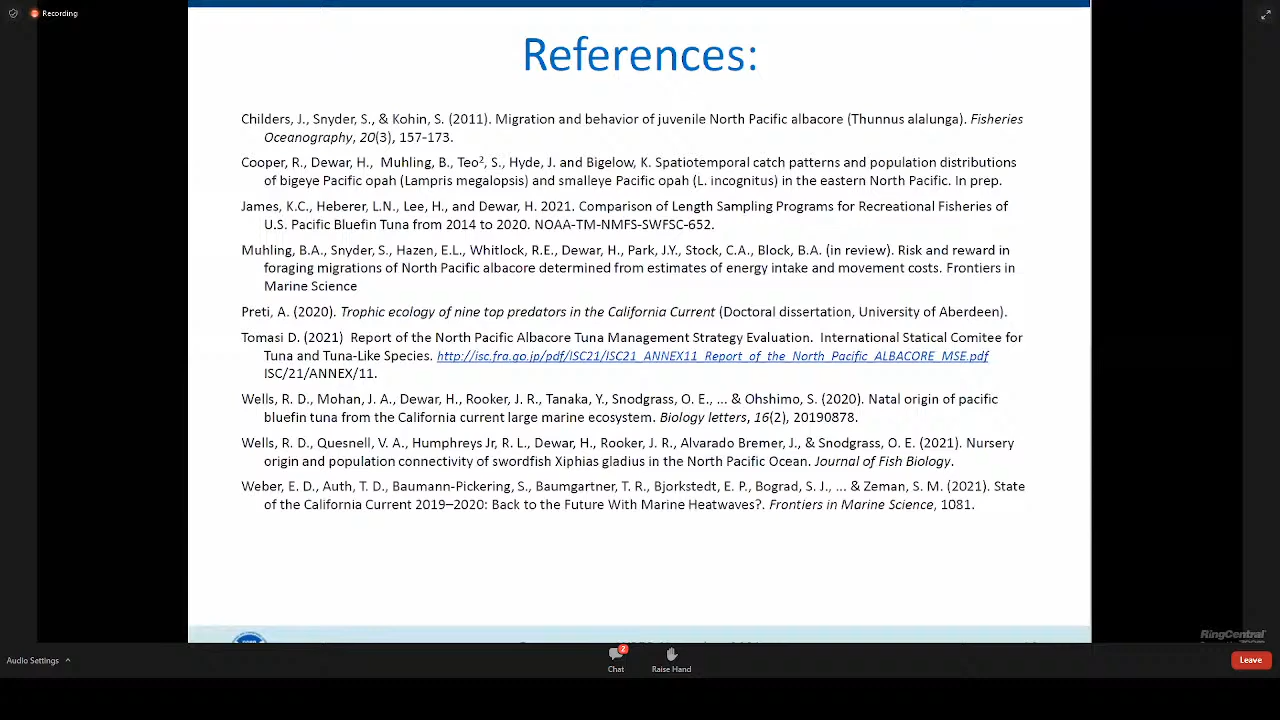 Recording
References:
Childers, J., Snyder, S., & Kohin, S. (2011). Migration and behavior of juvenile North Pacific albacore (Thunnus alalunga). Fisheries
Oceanography, 20(3), 157-173.
Cooper, R., Dewar, H., Muhling, B., Teo², S., Hyde, J. and Bigelow, K. Spatiotemporal catch patterns and population distributions
of bigeye Pacific opah (Lampris megalopsis) and smalleye Pacific opah (L. incognitus) in the eastern North Pacific. In prep.
James, K.C., Heberer, L.N., Lee, H., and Dewar, H. 2021. Comparison of Length Sampling Programs for Recreational Fisheries of
U.S. Pacific Bluefin Tuna from 2014 to 2020. NOAA-TM-NMFS-SWFSC-652.
Muhling, B.A., Snyder, S., Hazen, E.L., Whitlock, R.E., Dewar, H., Park, J.Y., Stock, C.A., Block, B.A. (in review). Risk and reward in
foraging migrations of North Pacific albacore determined from estimates of energy intake and movement costs. Frontiers in
Marine Science
Preti, A. (2020). Trophic ecology of nine top predators in the California Current (Doctoral dissertation, University of Aberdeen).
Tomasi D. (2021) Report of the North Pacific Albacore Tuna Management Strategy Evaluation. International Statical Comitee for
Tuna and Tuna-Like Species. http://isc.fra.go.jp/pdf/ISC21/ISC21_ANNEX11_Report_of_the_North_Pacific_ALBACORE_MSE.pdf
ISC/21/ANNEX/11.
Wells, R. D., Mohan, J. A., Dewar, H., Rooker, J. R., Tanaka, Y., Snodgrass, O. E., ... & Ohshimo, S. (2020). Natal origin of pacific
bluefin tuna from the California current large marine ecosystem. Biology letters, 16(2), 20190878.
Wells, R. D., Quesnell, V. A., Humphreys Jr, R. L., Dewar, H., Rooker, J. R., Alvarado Bremer, J., & Snodgrass, O. E. (2021). Nursery
origin and population connectivity of swordfish Xiphias gladius in the North Pacific Ocean. Journal of Fish Biology.
Weber, E. D., Auth, T. D., Baumann-Pickering, S., Baumgartner, T. R., Bjorkstedt, E. P., Bograd, S. J., ... & Zeman, S. M. (2021). State
of the California Current 2019–2020: Back to the Future With Marine Heatwaves?. Frontiers in Marine Science, 1081.
RingCentral
Audio Settings
2
Chat
Raise Hand
Leave